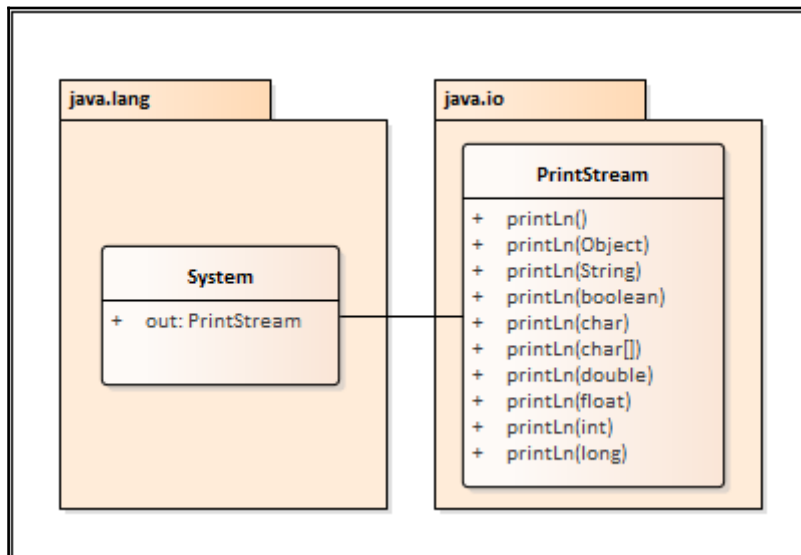 java.lang
System
+ out: PrintStream
java.io
PrintStream
+ printLn()
+ printLn(Object)
+ printLn(String)
+ printLn(boolean)
+ printLn(char)
+ printLn(char[])
+ printLn(double)
+ printLn(float)
+ printLn(int)
+ printLn(long)